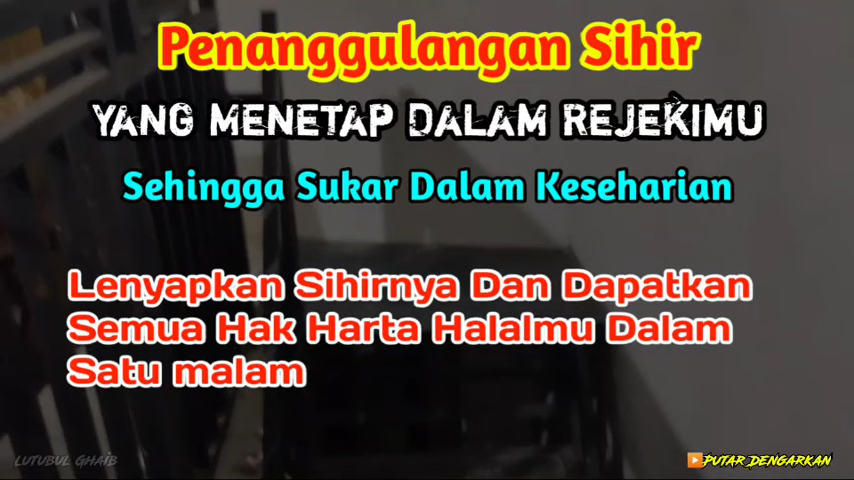 Penanggulangan Sihir
YANG MENETAP DALAM REJEKIMU
Sehingga Sukar Dalam Keseharian
Lenyapkan Sihirnya Dan Dapatkan
Semua Hak Harta Halalmu Dalam
Satu malam
LUTUBUL GHAIB
PUTAR DENGARKAN